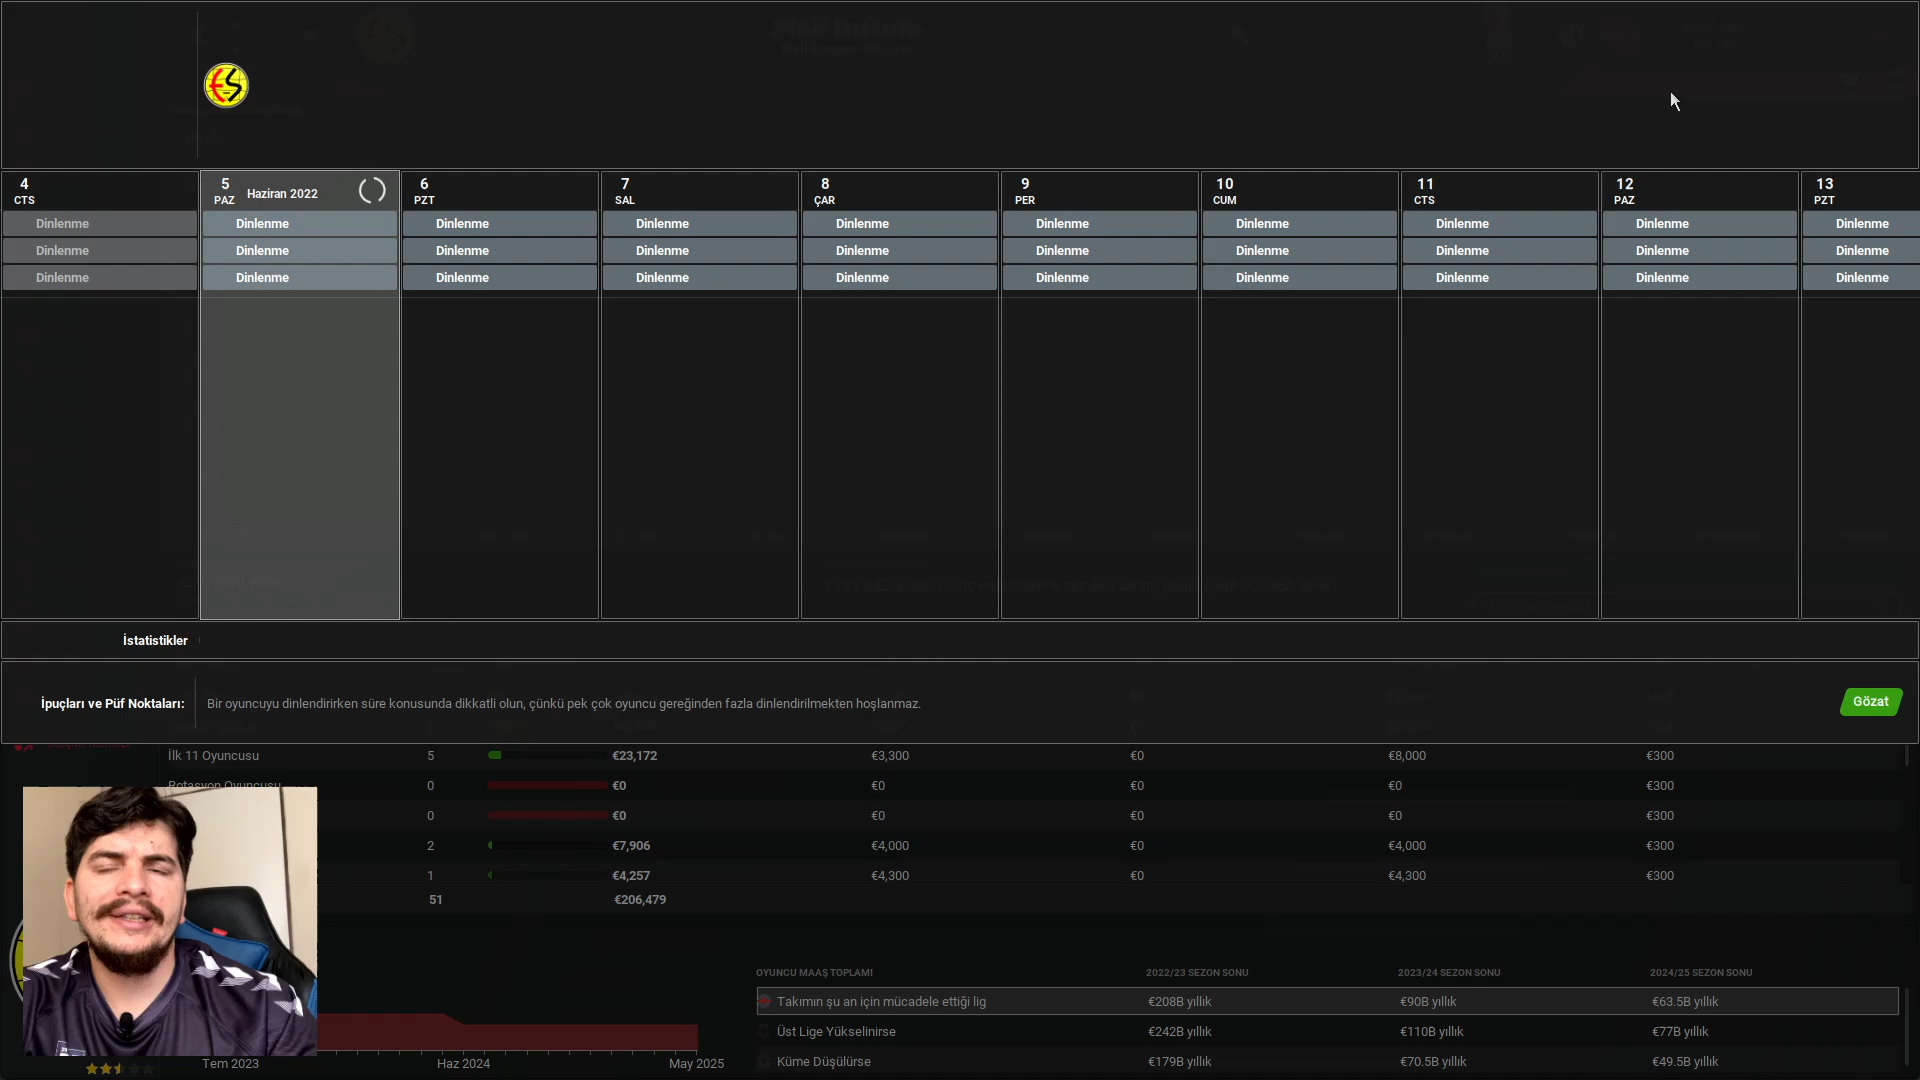 ES
4
CTS
5
PAZ
Haziran 2022
6
PZT
7
SAL
8
ÇAR
9
PER
10
CUM
11
CTS
12
PAZ
13
PZT
Dinlenme Dinlenme Dinlenme Dinlenme Dinlenme Dinlenme Dinlenme Dinlenme Dinlenme Dinlenme
Dinlenme Dinlenme Dinlenme Dinlenme Dinlenme Dinlenme Dinlenme Dinlenme Dinlenme Dinlenme
Dinlenme Dinlenme Dinlenme Dinlenme Dinlenme Dinlenme Dinlenme Dinlenme Dinlenme Dinlenme
İstatistikler
İpuçları ve Püf Noktaları: Bir oyuncuyu dinlendirirken süre konusunda dikkatli olun, çünkü pek çok oyuncu gereğinden fazla dinlendirilmekten hoşlanmaz. Gözat
İlk 11 Oyuncusu 5 €23,172 €3,300 €0 €8,000 €300
Rotasyon Oyuncusu 0 €0 €0 €0 €0 €300
0 €0 €0 €0 €0 €300
2 €7,906 €4,000 €0 €4,000 €300
1 €4,257 €4,300 €0 €4,300 €300
51 €206,479
OYUNCU MAAŞ TOPLAMI 2022/23 SEZON SONU 2023/24 SEZON SONU 2024/25 SEZON SONU
Takımın şu an için mücadele ettiği lig €208B yıllık €90B yıllık €63.5B yıllık
Üst Lige Yükselinirse €242B yıllık €110B yıllık €77B yıllık
Küme Düşülürse €179B yıllık €70.5B yıllık €49.5B yıllık
Tem 2023 Haz 2024 May 2025